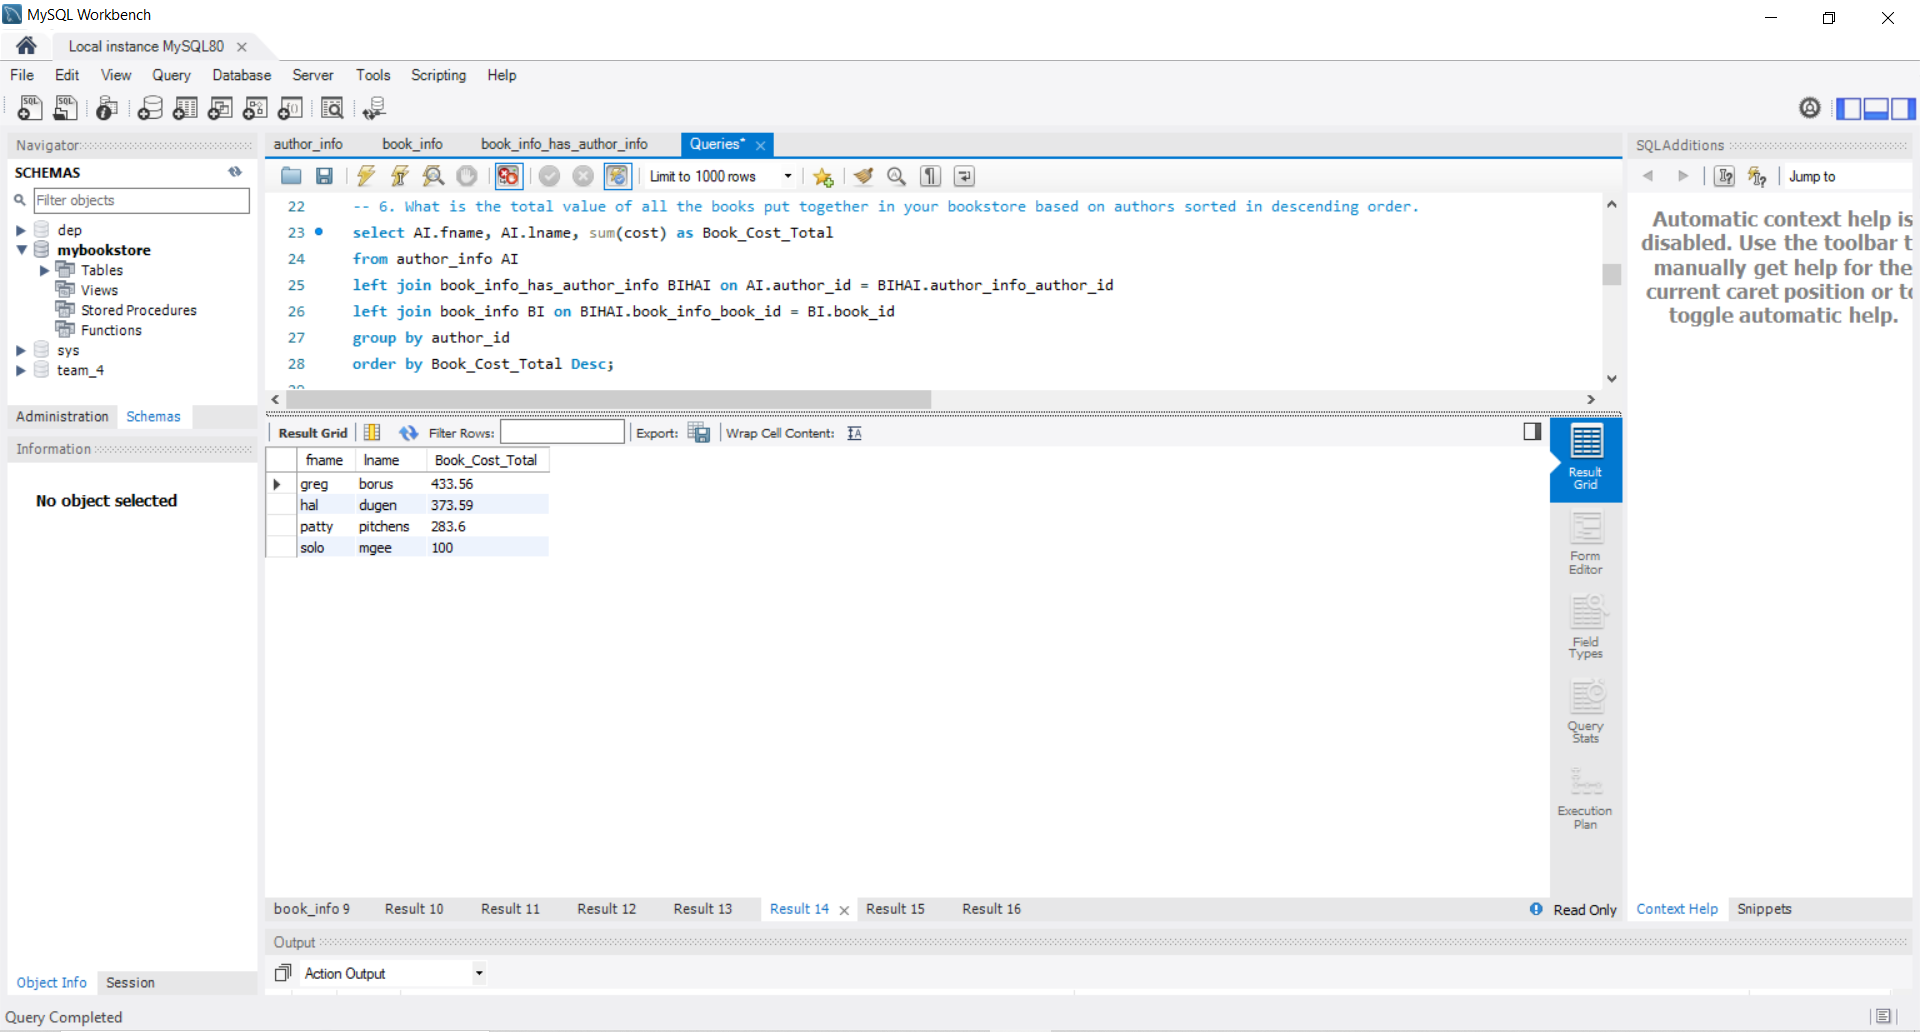 MySQL Workbench
Local instance MySQL80
File Edit View Query Database Server Tools Scripting Help
Navigator
SCHEMAS
Filter objects
dep
mybookstore
Tables
Views
Stored Procedures
Functions
sys
team_4
Administration Schemas
Information
No object selected
Object Info Session
author_info book_info book_info_has_author_info Queries*
Limit to 1000 rows
22 -- 6. What is the total value of all the books put together in your bookstore based on authors sorted in descending order.
23 select AI.fname, AI.lname, sum(cost) as Book_Cost_Total
24 from author_info AI
25 left join book_info_has_author_info BIHAI on AI.author_id = BIHAI.author_info_author_id
26 left join book_info BI on BIHAI.book_info_book_id = BI.book_id
27 group by author_id
28 order by Book_Cost_Total Desc;
Result Grid Filter Rows: Export: Wrap Cell Content:
fname lname Book_Cost_Total
greg borus 433.56
hal dugen 373.59
patty pitchens 283.6
solo mgee 100
Result
Grid
Form
Editor
Field
Types
Query
Stats
Execution
Plan
book_info 9 Result 10 Result 11 Result 12 Result 13 Result 14 Result 15 Result 16 Read Only
Output
Action Output
SQLAdditions
Jump to
Automatic context help is
disabled. Use the toolbar t
manually get help for the
current caret position or to
toggle automatic help.
Context Help Snippets
Query Completed